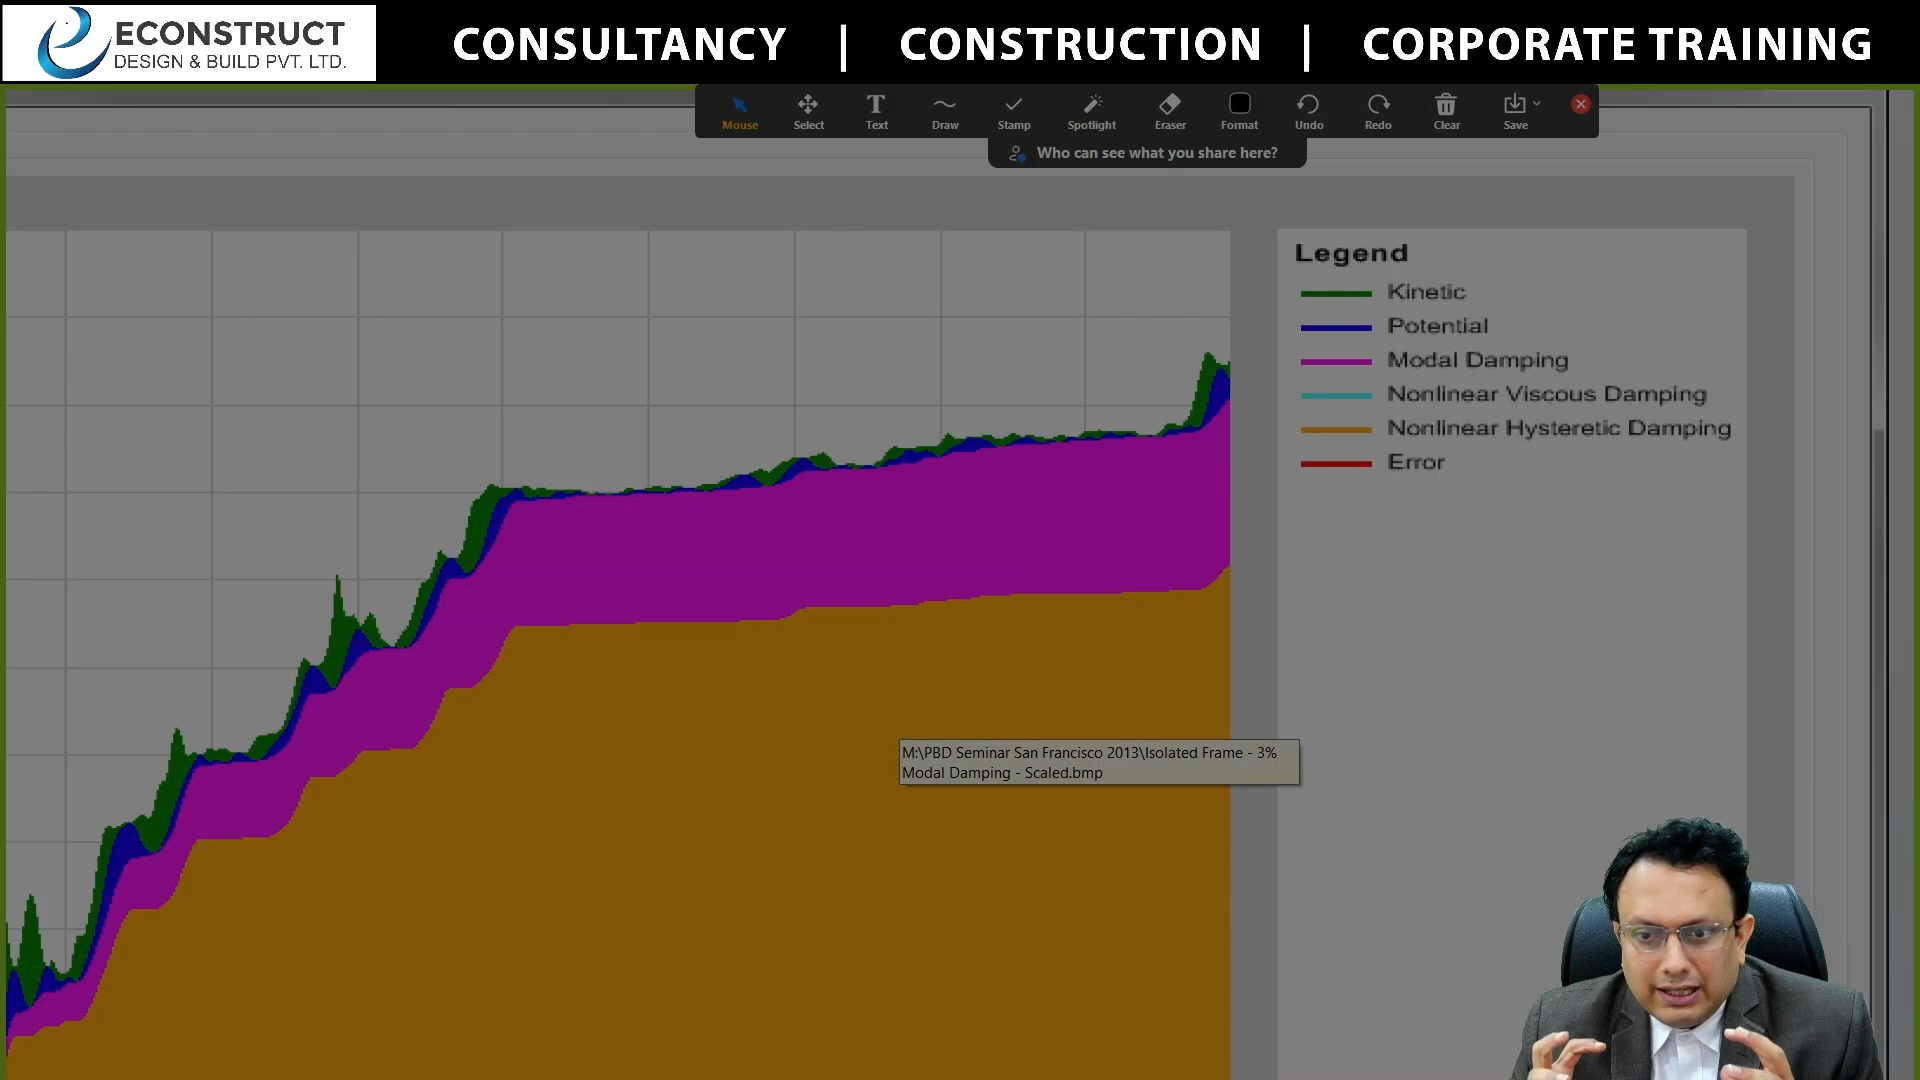 ECONSTRUCT
DESIGN & BUILD PVT. LTD.
CONSULTANCY | CONSTRUCTION | CORPORATE TRAINING
Mouse Select Text Draw Stamp Spotlight Eraser Format Undo Redo Clear Save
Who can see what you share here?
Legend
Kinetic
Potential
Modal Damping
Nonlinear Viscous Damping
Nonlinear Hysteretic Damping
Error
M:\PBD Seminar San Francisco 2013\Isolated Frame - 3%
Modal Damping - Scaled.bmp